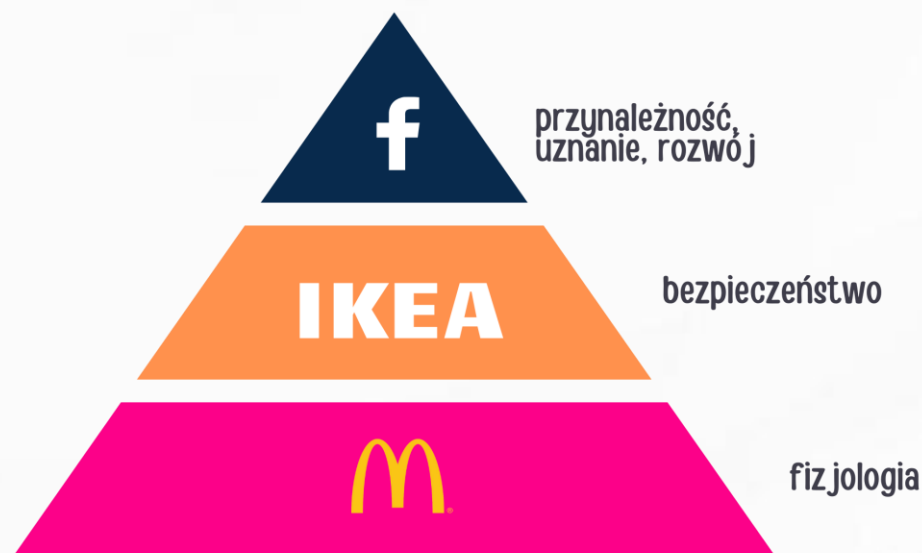 f
przynależność,
uznanie, rozwój
IKEA
bezpieczeństwo
M
fizjologia